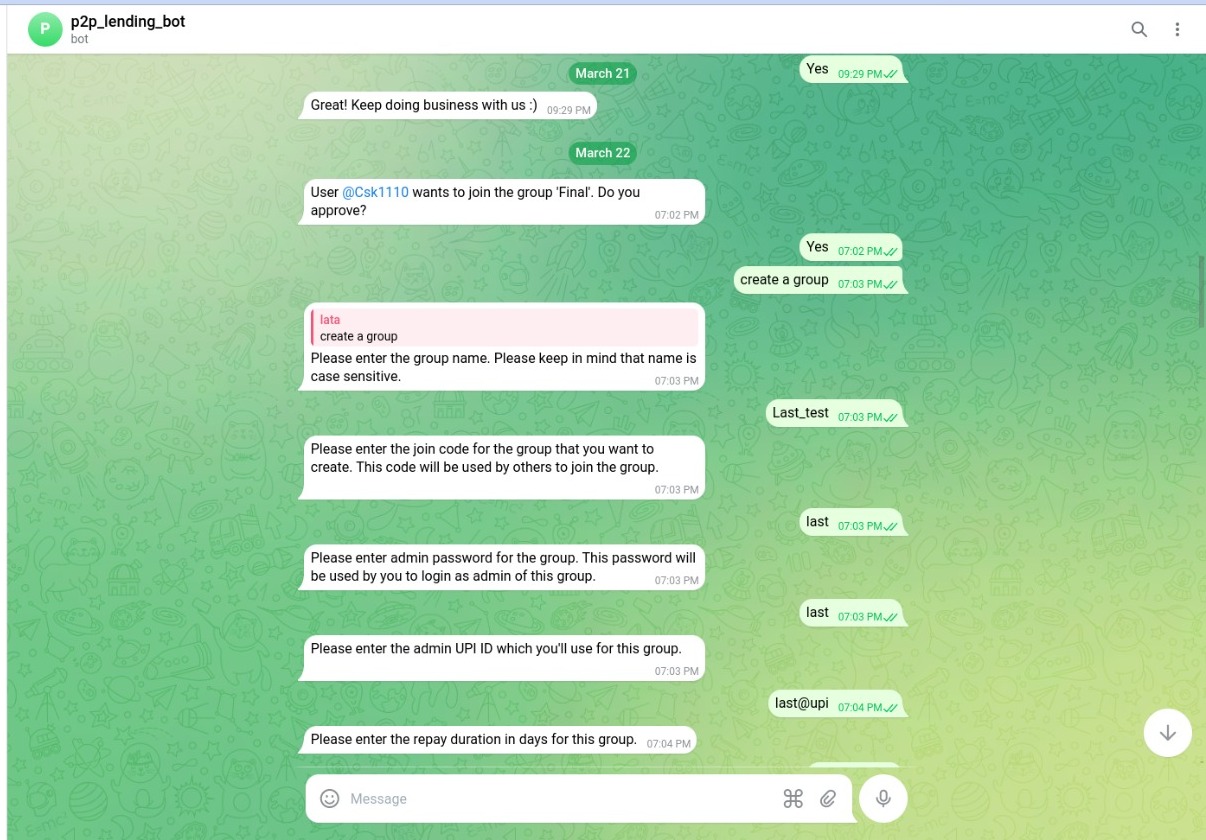 P
p2p_lending_bot
bot
Yes 09:29 PM
March 21
Great! Keep doing business with us :) 09:29 PM
March 22
User @Csk1110 wants to join the group 'Final'. Do you
approve? 07:02 PM
Yes 07:02 PM
create a group 07:03 PM
lata
create a group
Please enter the group name. Please keep in mind that name is
case sensitive. 07:03 PM
Last_test 07:03 PM
Please enter the join code for the group that you want to
create. This code will be used by others to join the group.
07:03 PM
last 07:03 PM
Please enter admin password for the group. This password will
be used by you to login as admin of this group. 07:03 PM
last 07:03 PM
Please enter the admin UPI ID which you'll use for this group.
07:03 PM
last@upi 07:04 PM
Please enter the repay duration in days for this group. 07:04 PM
Message